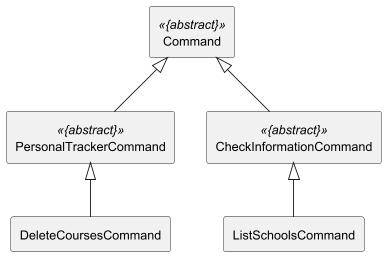 «{abstract}»
Command
«{abstract}»
PersonalTrackerCommand
«{abstract}»
CheckInformationCommand
DeleteCoursesCommand
ListSchoolsCommand